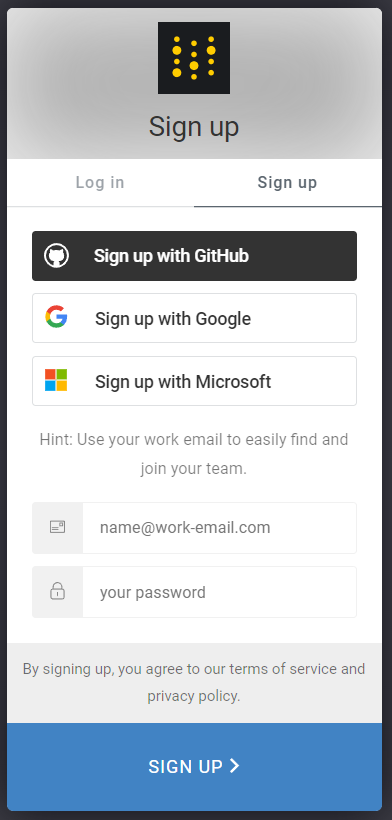 Sign up
Log in
Sign up
Sign up with GitHub
Sign up with Google
Sign up with Microsoft
Hint: Use your work email to easily find and
join your team.
name@work-email.com
your password
By signing up, you agree to our terms of service and
privacy policy.
SIGN UP